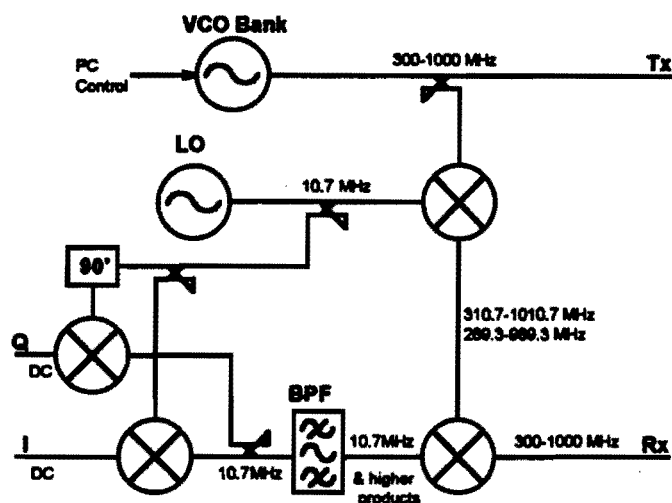 VCO Bank
PC
Control
300-1000 MHz
Tx
LO
10.7 MHz
90°
310.7-1010.7 MHz
289.3-989.3 MHz
Q
DC
BPF
I
DC
10.7MHz
10.7MHz
& higher
products
300-1000 MHz
Rx